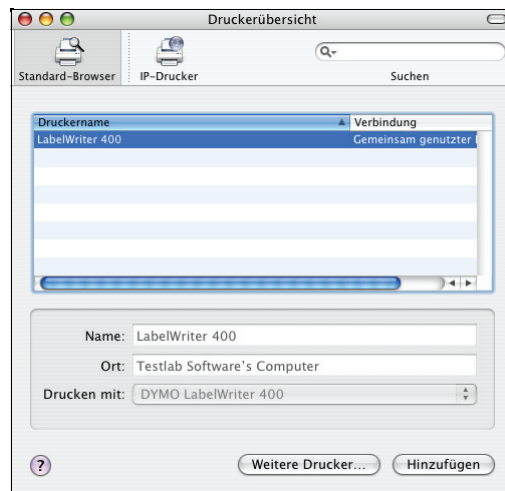 Druckerübersicht
Standard-Browser IP-Drucker Suchen
Druckername Verbindung
LabelWriter 400 Gemeinsam genutzter
Name: LabelWriter 400
Ort: Testlab Software's Computer
Drucken mit: DYMO LabelWriter 400
? Weitere Drucker... Hinzufügen